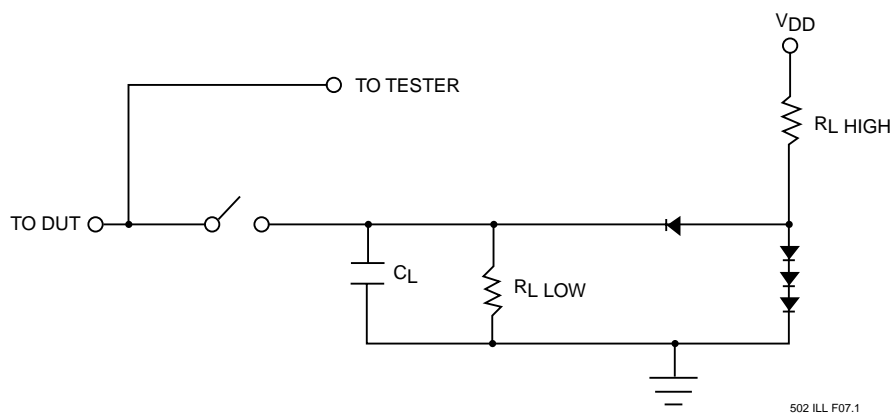 VDD
TO TESTER
RL HIGH
TO DUT
CL
RL LOW
502 ILL F07.1